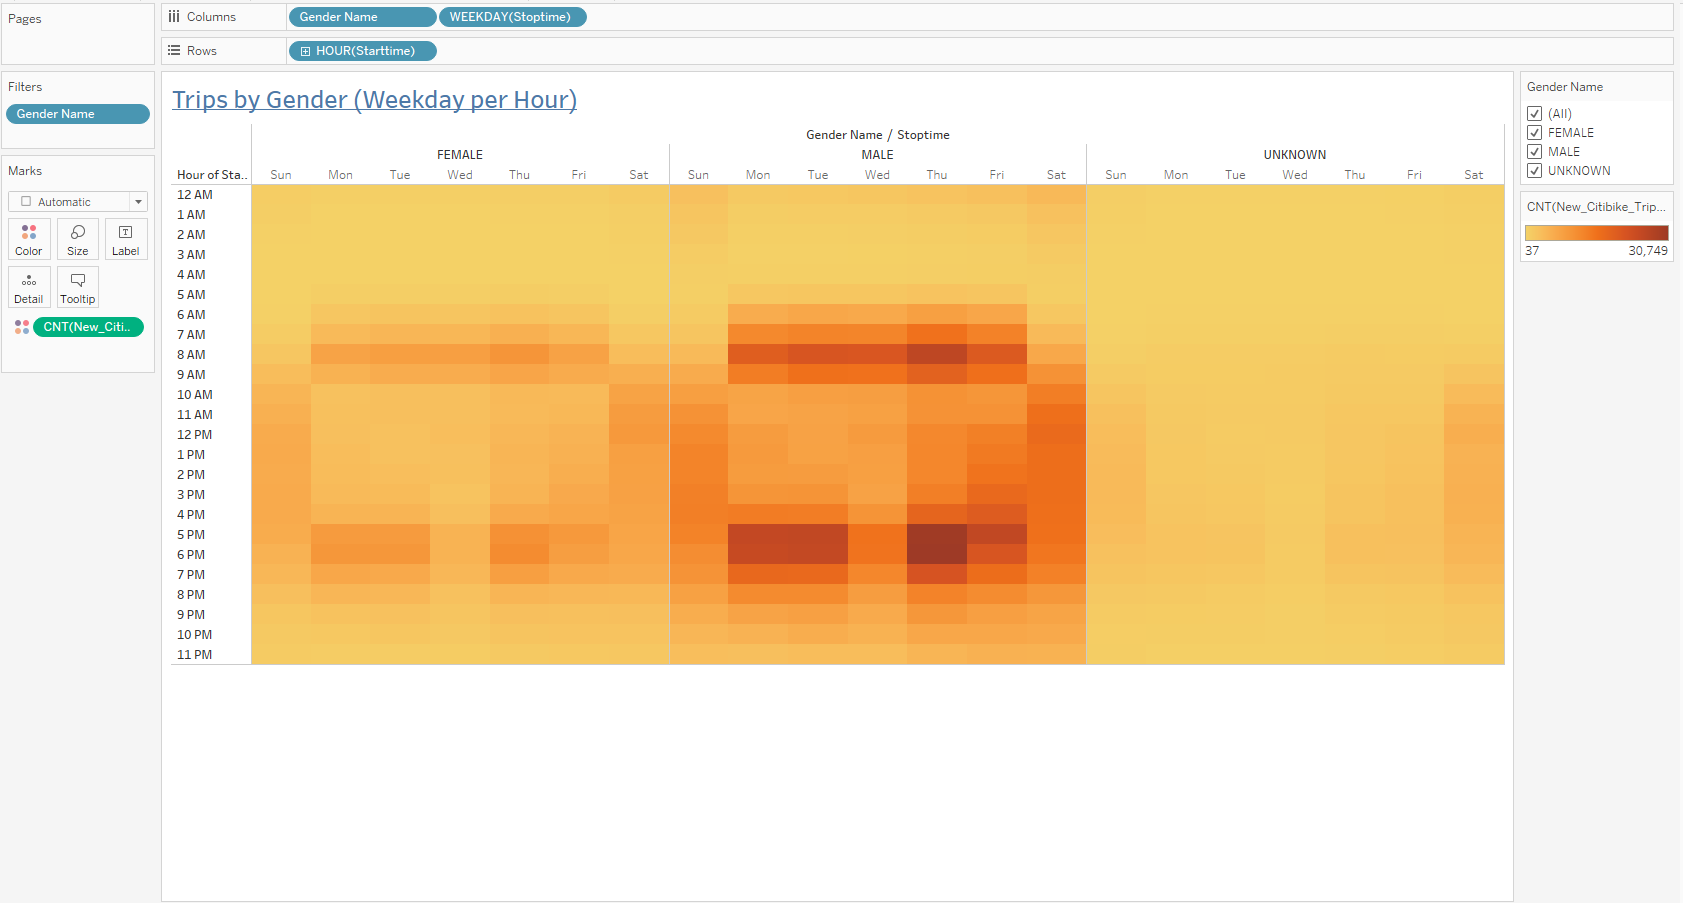 Pages
Columns
Gender Name
WEEKDAY(Stoptime)
Rows
HOUR(Starttime)
Filters
Gender Name
Marks
Automatic
Color
Size
Label
Detail
Tooltip
CNT(New_Citi..
Trips by Gender (Weekday per Hour)
Gender Name / Stoptime
FEMALE
MALE
UNKNOWN
Hour of Sta..
Sun
Mon
Tue
Wed
Thu
Fri
Sat
Sun
Mon
Tue
Wed
Thu
Fri
Sat
Sun
Mon
Tue
Wed
Thu
Fri
Sat
12 AM
1 AM
2 AM
3 AM
4 AM
5 AM
6 AM
7 AM
8 AM
9 AM
10 AM
11 AM
12 PM
1 PM
2 PM
3 PM
4 PM
5 PM
6 PM
7 PM
8 PM
9 PM
10 PM
11 PM
Gender Name
(All)
FEMALE
MALE
UNKNOWN
CNT(New_Citibike_Trip...
37
30,749